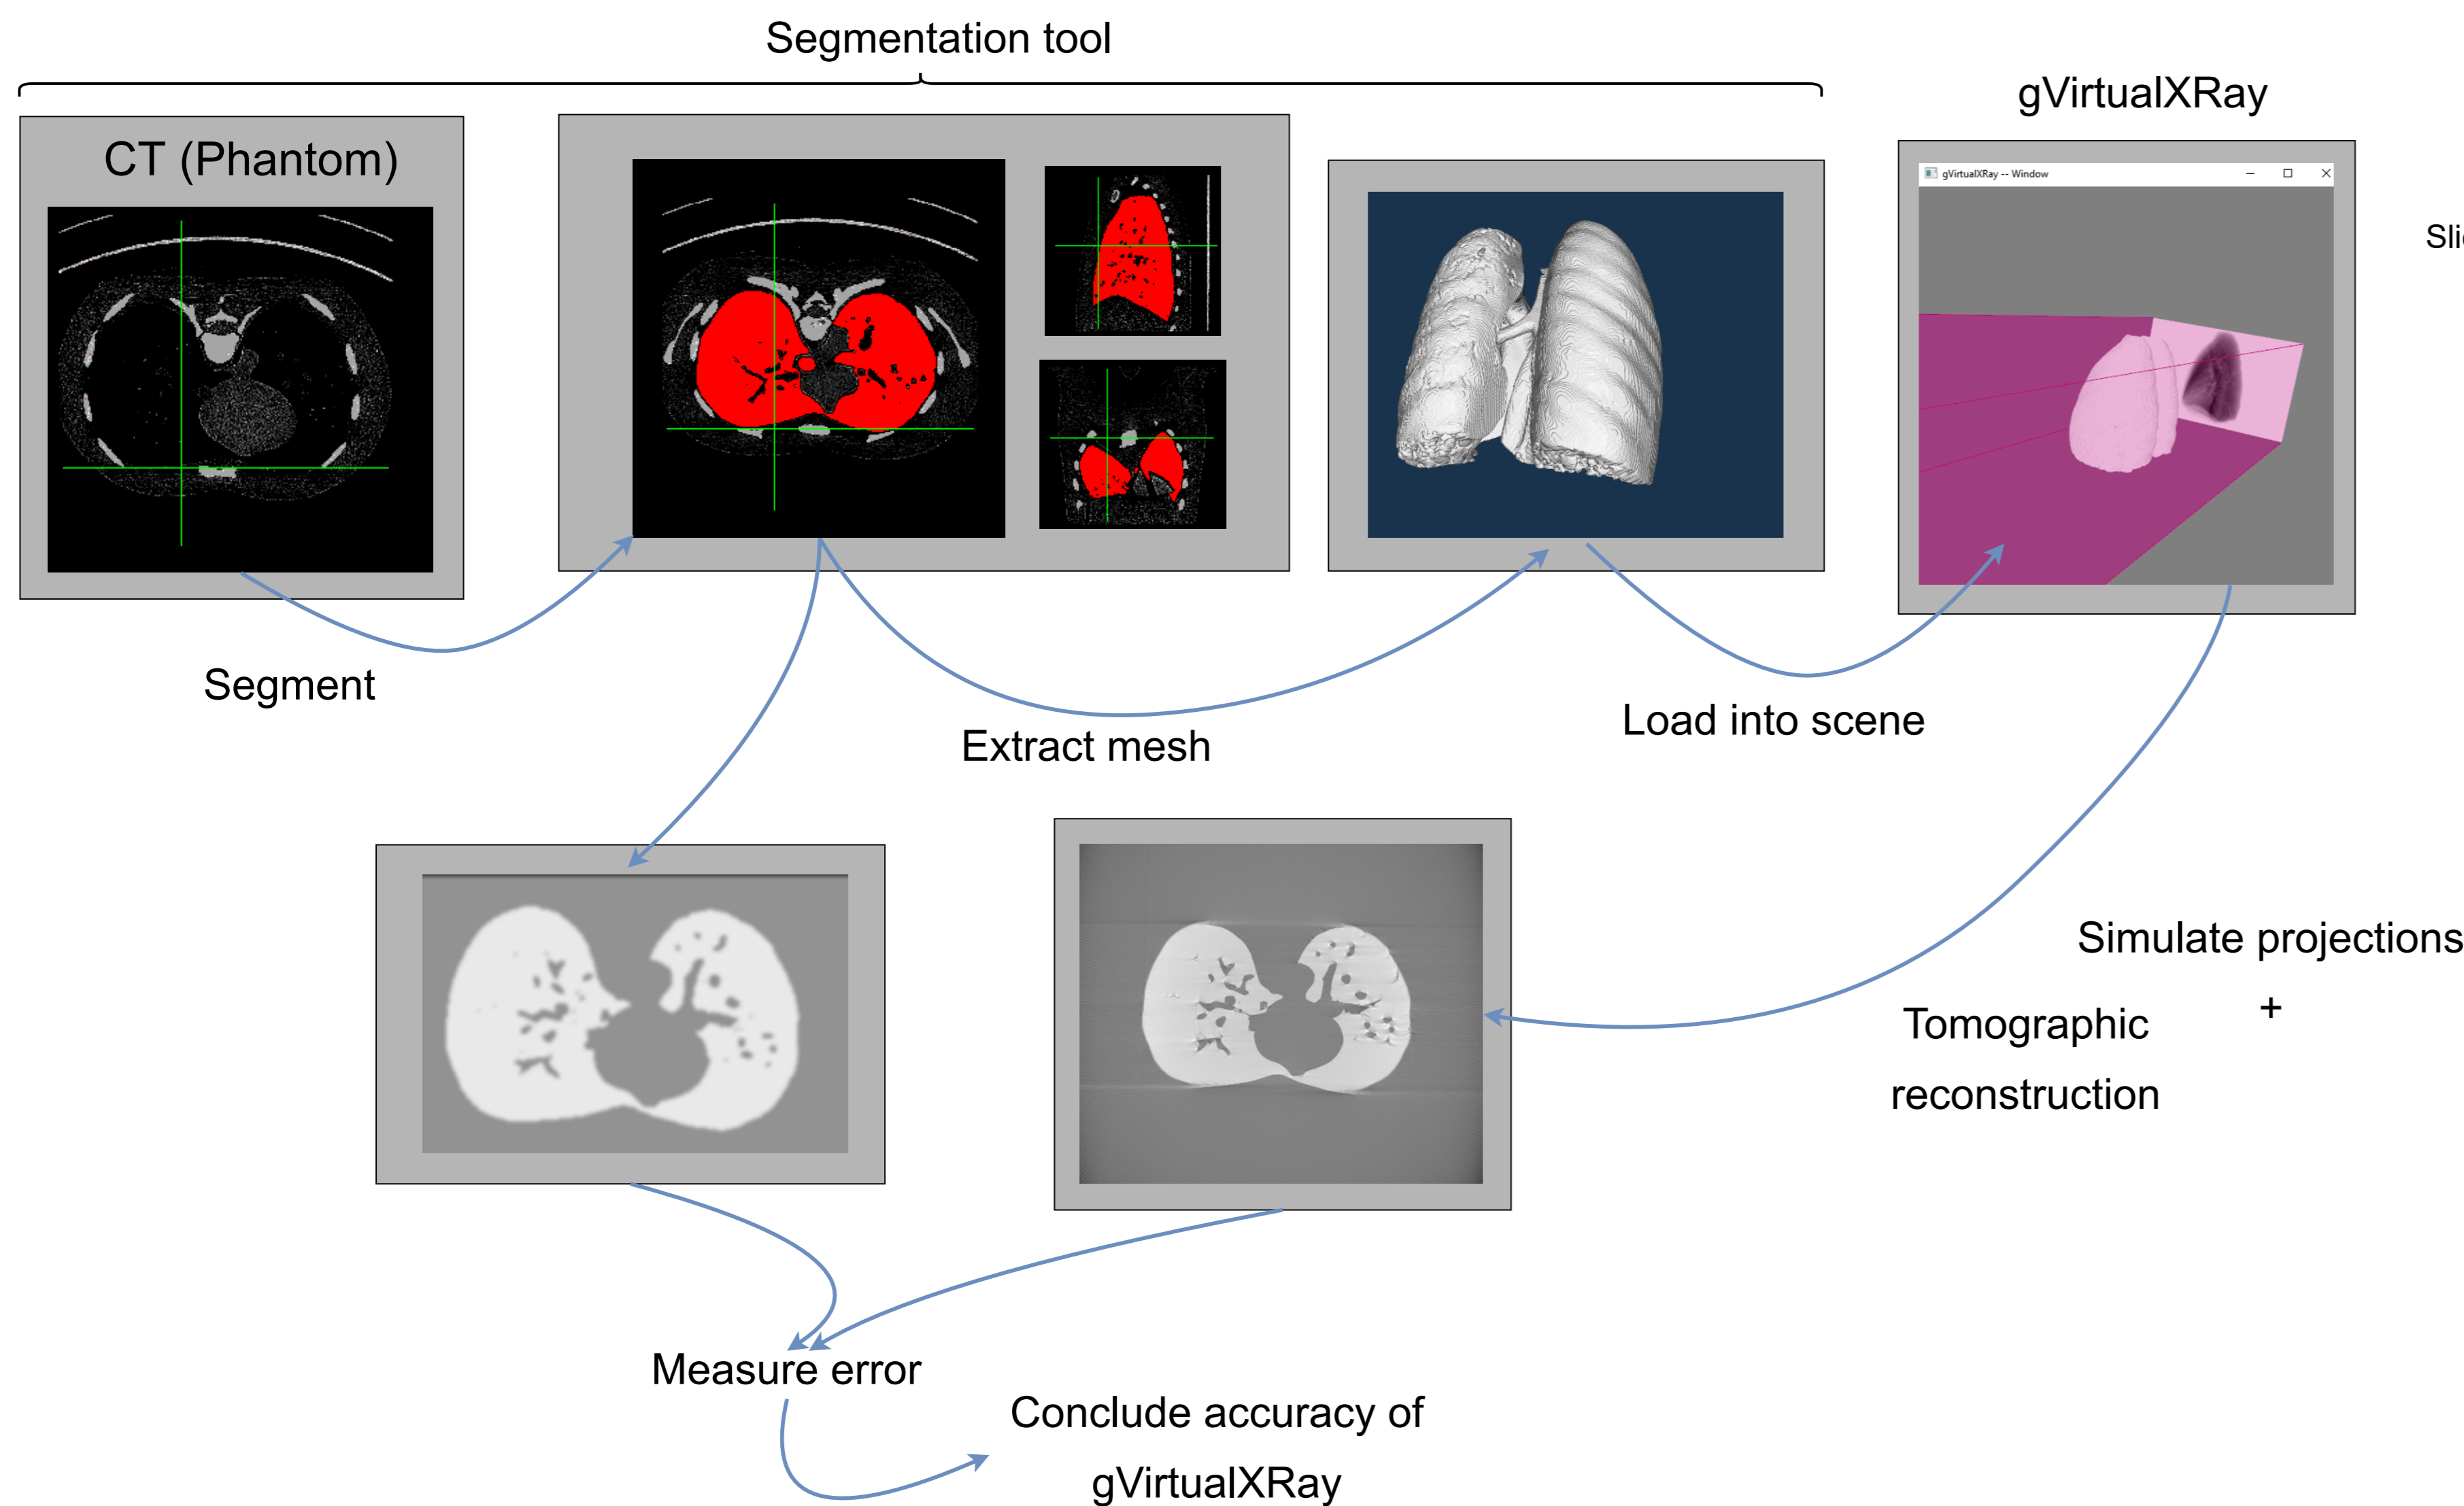 Segmentation tool
gVirtualXRay
CT (Phantom)
gVirtualXRay -- Window
Segment
Extract mesh
Load into scene
Simulate projections
+
Tomographic
reconstruction
Measure error
Conclude accuracy of
gVirtualXRay